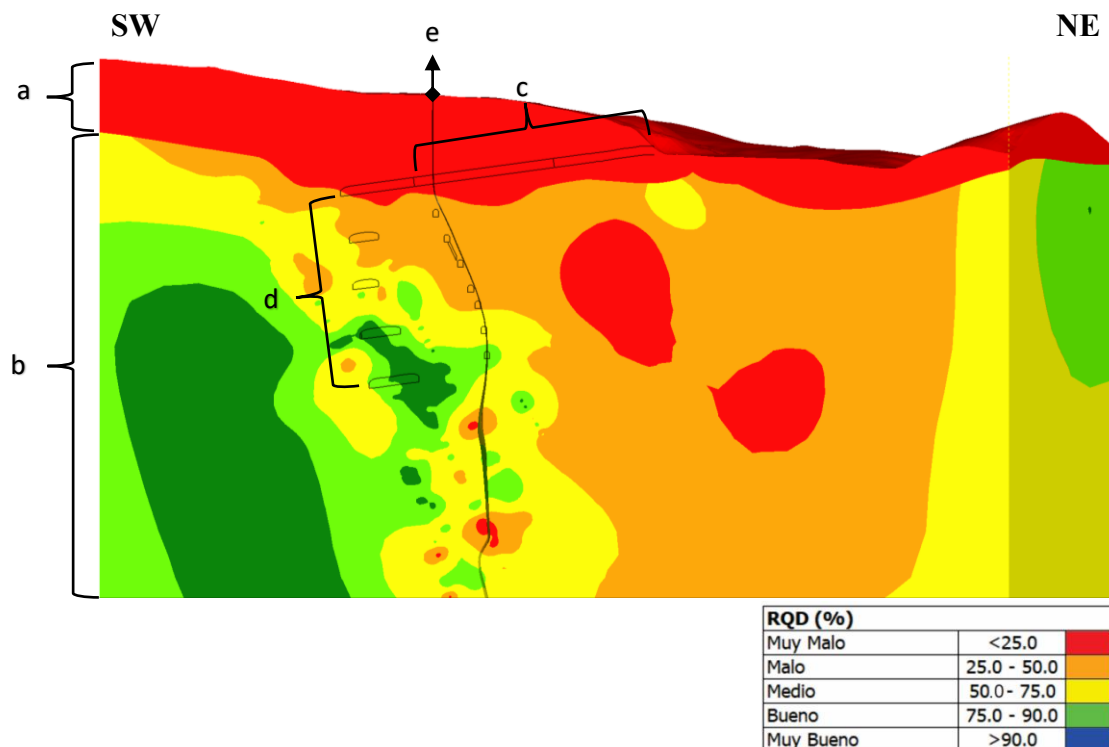 SW
NE
e
a
c
d
b
RQD (%)
Muy Malo <25.0
Malo 25.0 - 50.0
Medio 50.0 - 75.0
Bueno 75.0 - 90.0
Muy Bueno >90.0